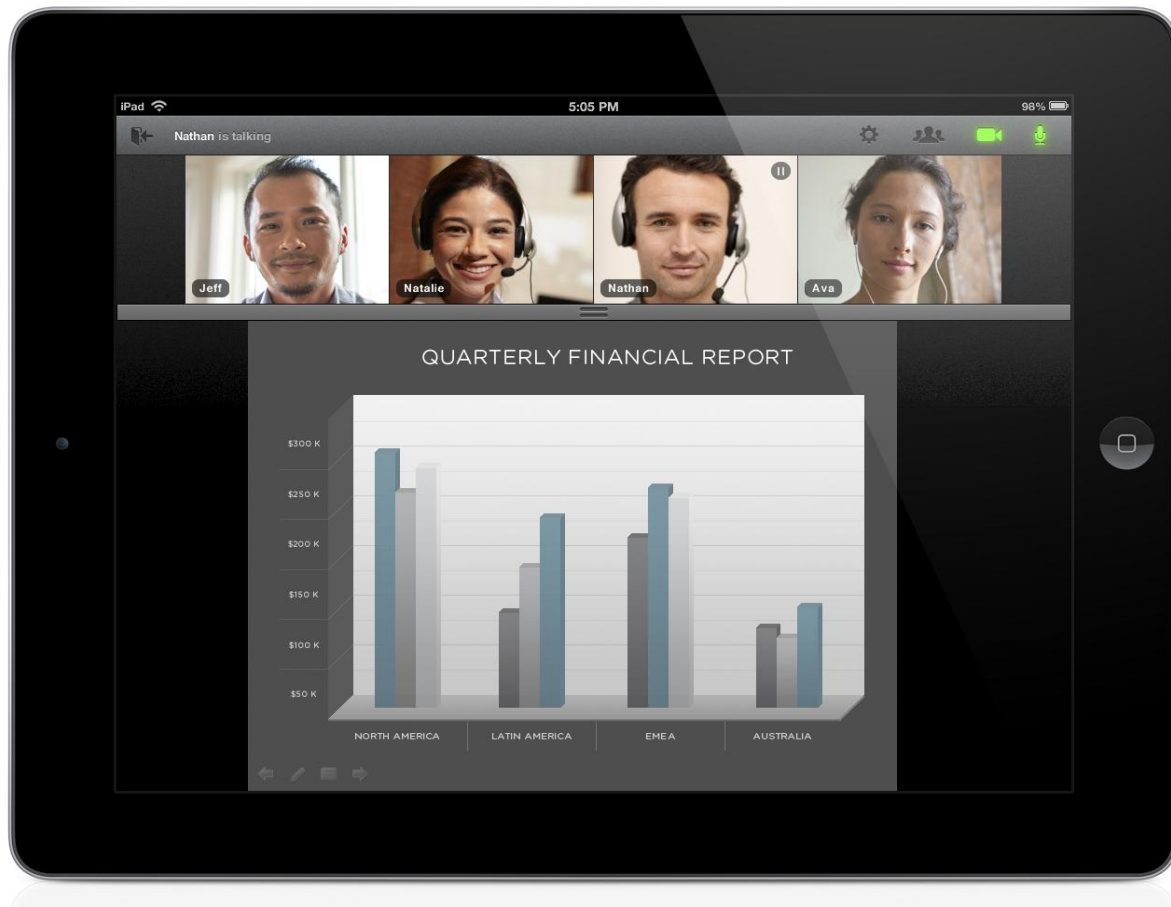 iPad 5:05 PM 98%
Nathan is talking
Jeff Natalie Nathan Ava
QUARTERLY FINANCIAL REPORT
$300 K
$250 K
$200 K
$150 K
$100 K
$50 K
NORTH AMERICA LATIN AMERICA EMEA AUSTRALIA